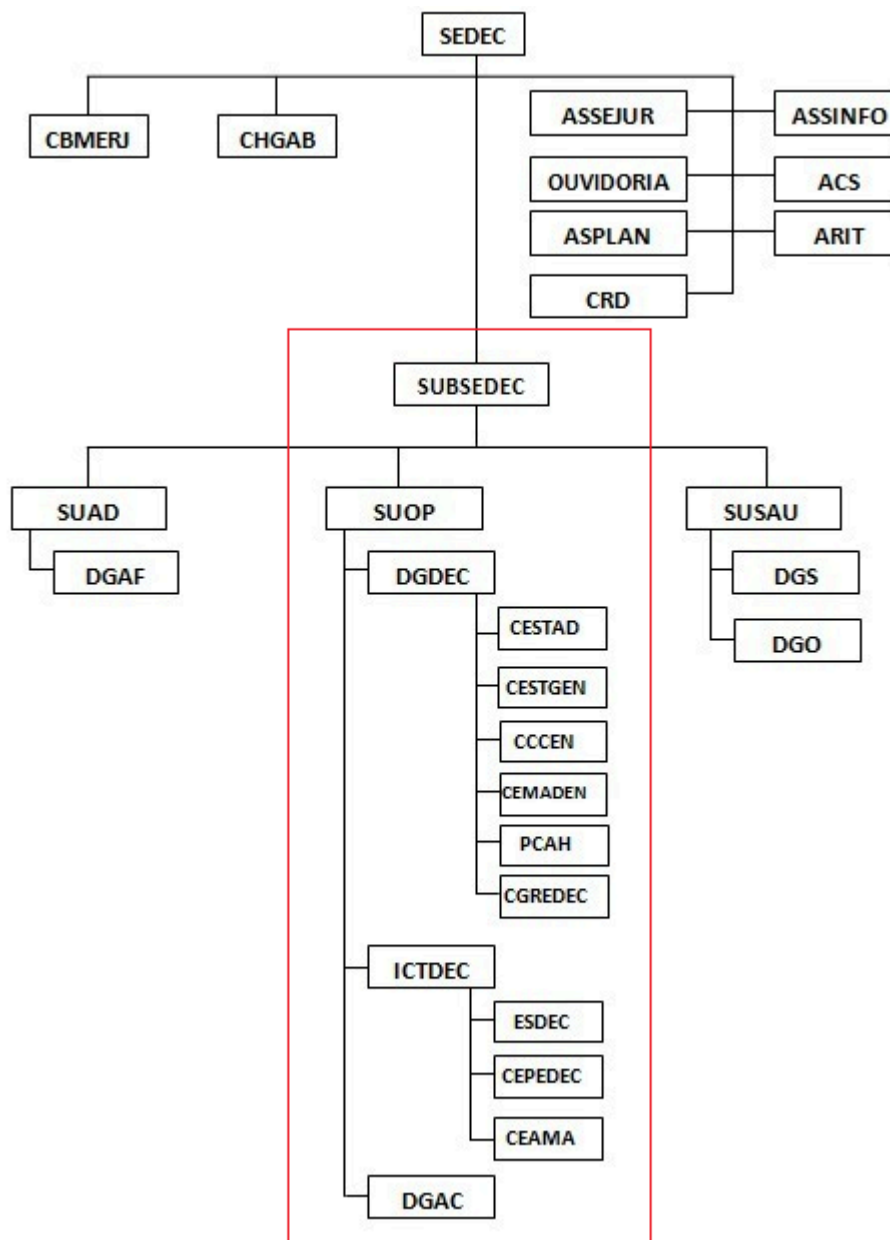 SEDEC
CBMERJ
CHGAB
ASSEJUR
ASSINFO
OUVIDORIA
ACS
ASPLAN
ARIT
CRD
SUBSEDEC
SUAD
SUOP
SUSAU
DGAF
DGDEC
DGS
CESTAD
DGO
CESTGEN
CCCEN
CEMADEN
PCAH
CGREDEC
ICTDEC
ESDEC
CEPEDEC
CEAMA
DGAC